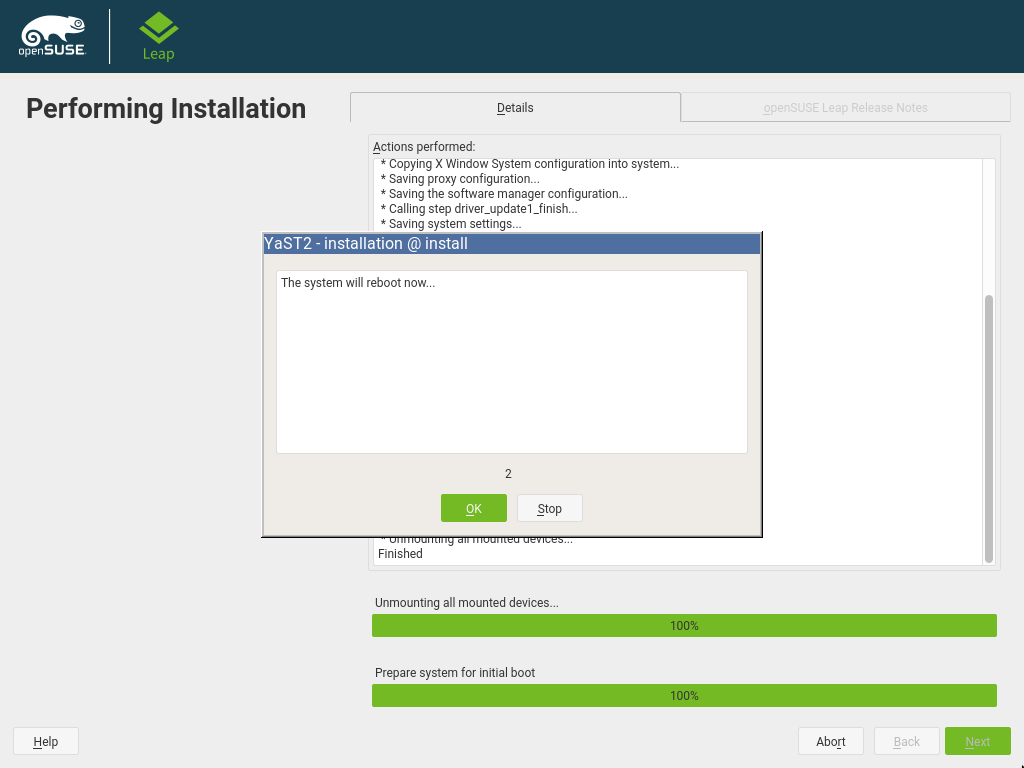 openSUSE
Leap
Performing Installation
Details
openSUSE Leap Release Notes
Actions performed:
* Copying X Window System configuration into system...
* Saving proxy configuration...
* Saving the software manager configuration...
* Calling step driver_update1_finish...
* Saving system settings...
YaST2 - installation @ install
The system will reboot now...
2
OK
Stop
* Unmounting all mounted devices...
Finished
Unmounting all mounted devices...
100%
Prepare system for initial boot
100%
Help
Abort
Back
Next